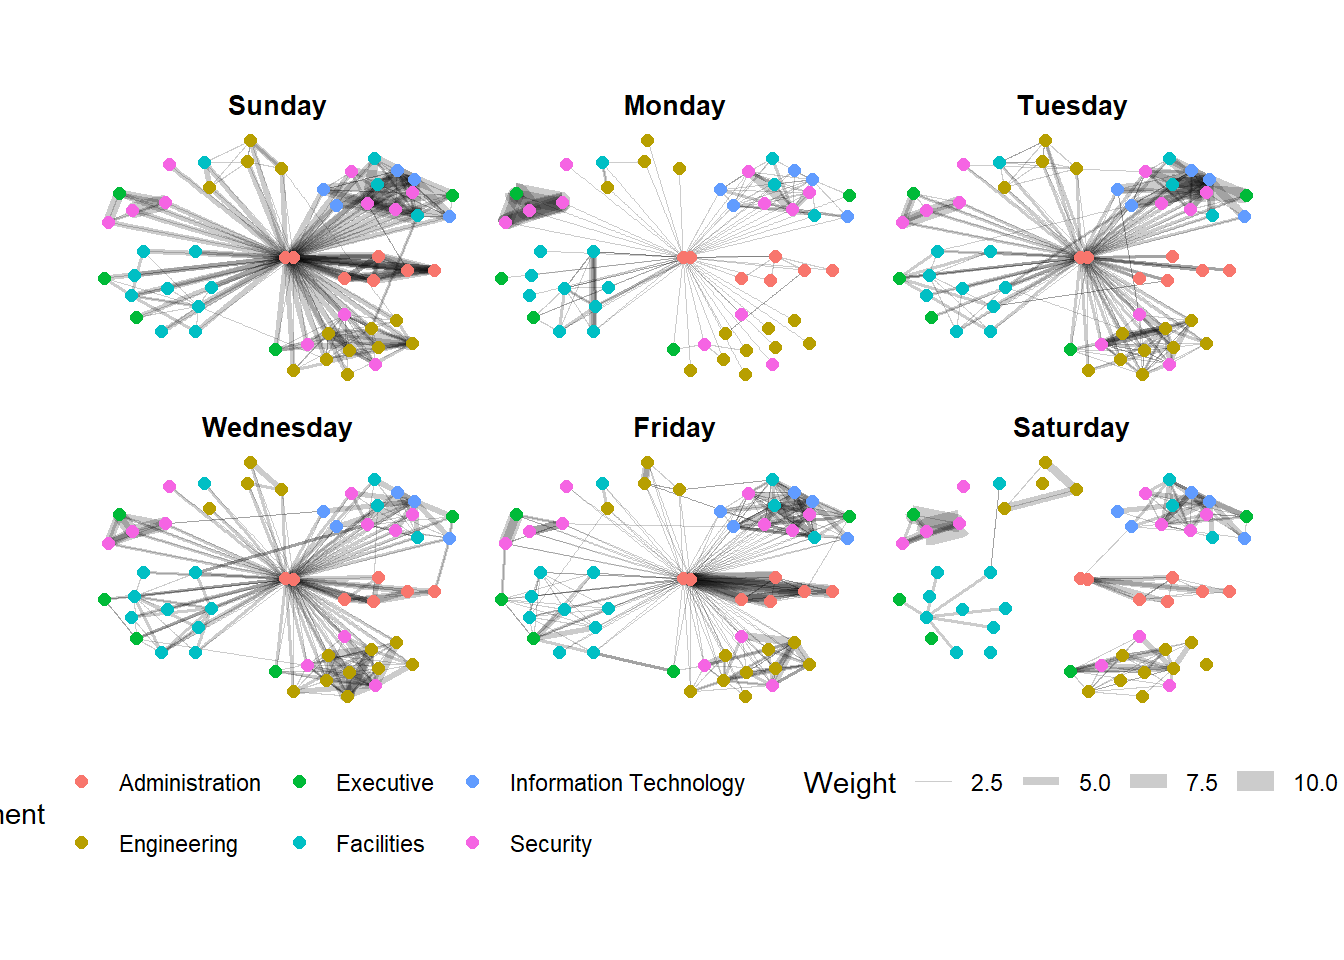 Sunday
Monday
Tuesday
Wednesday
Friday
Saturday
Administration
Executive
Information Technology
Weight
2.5
5.0
7.5
10.0
Engineering
Facilities
Security